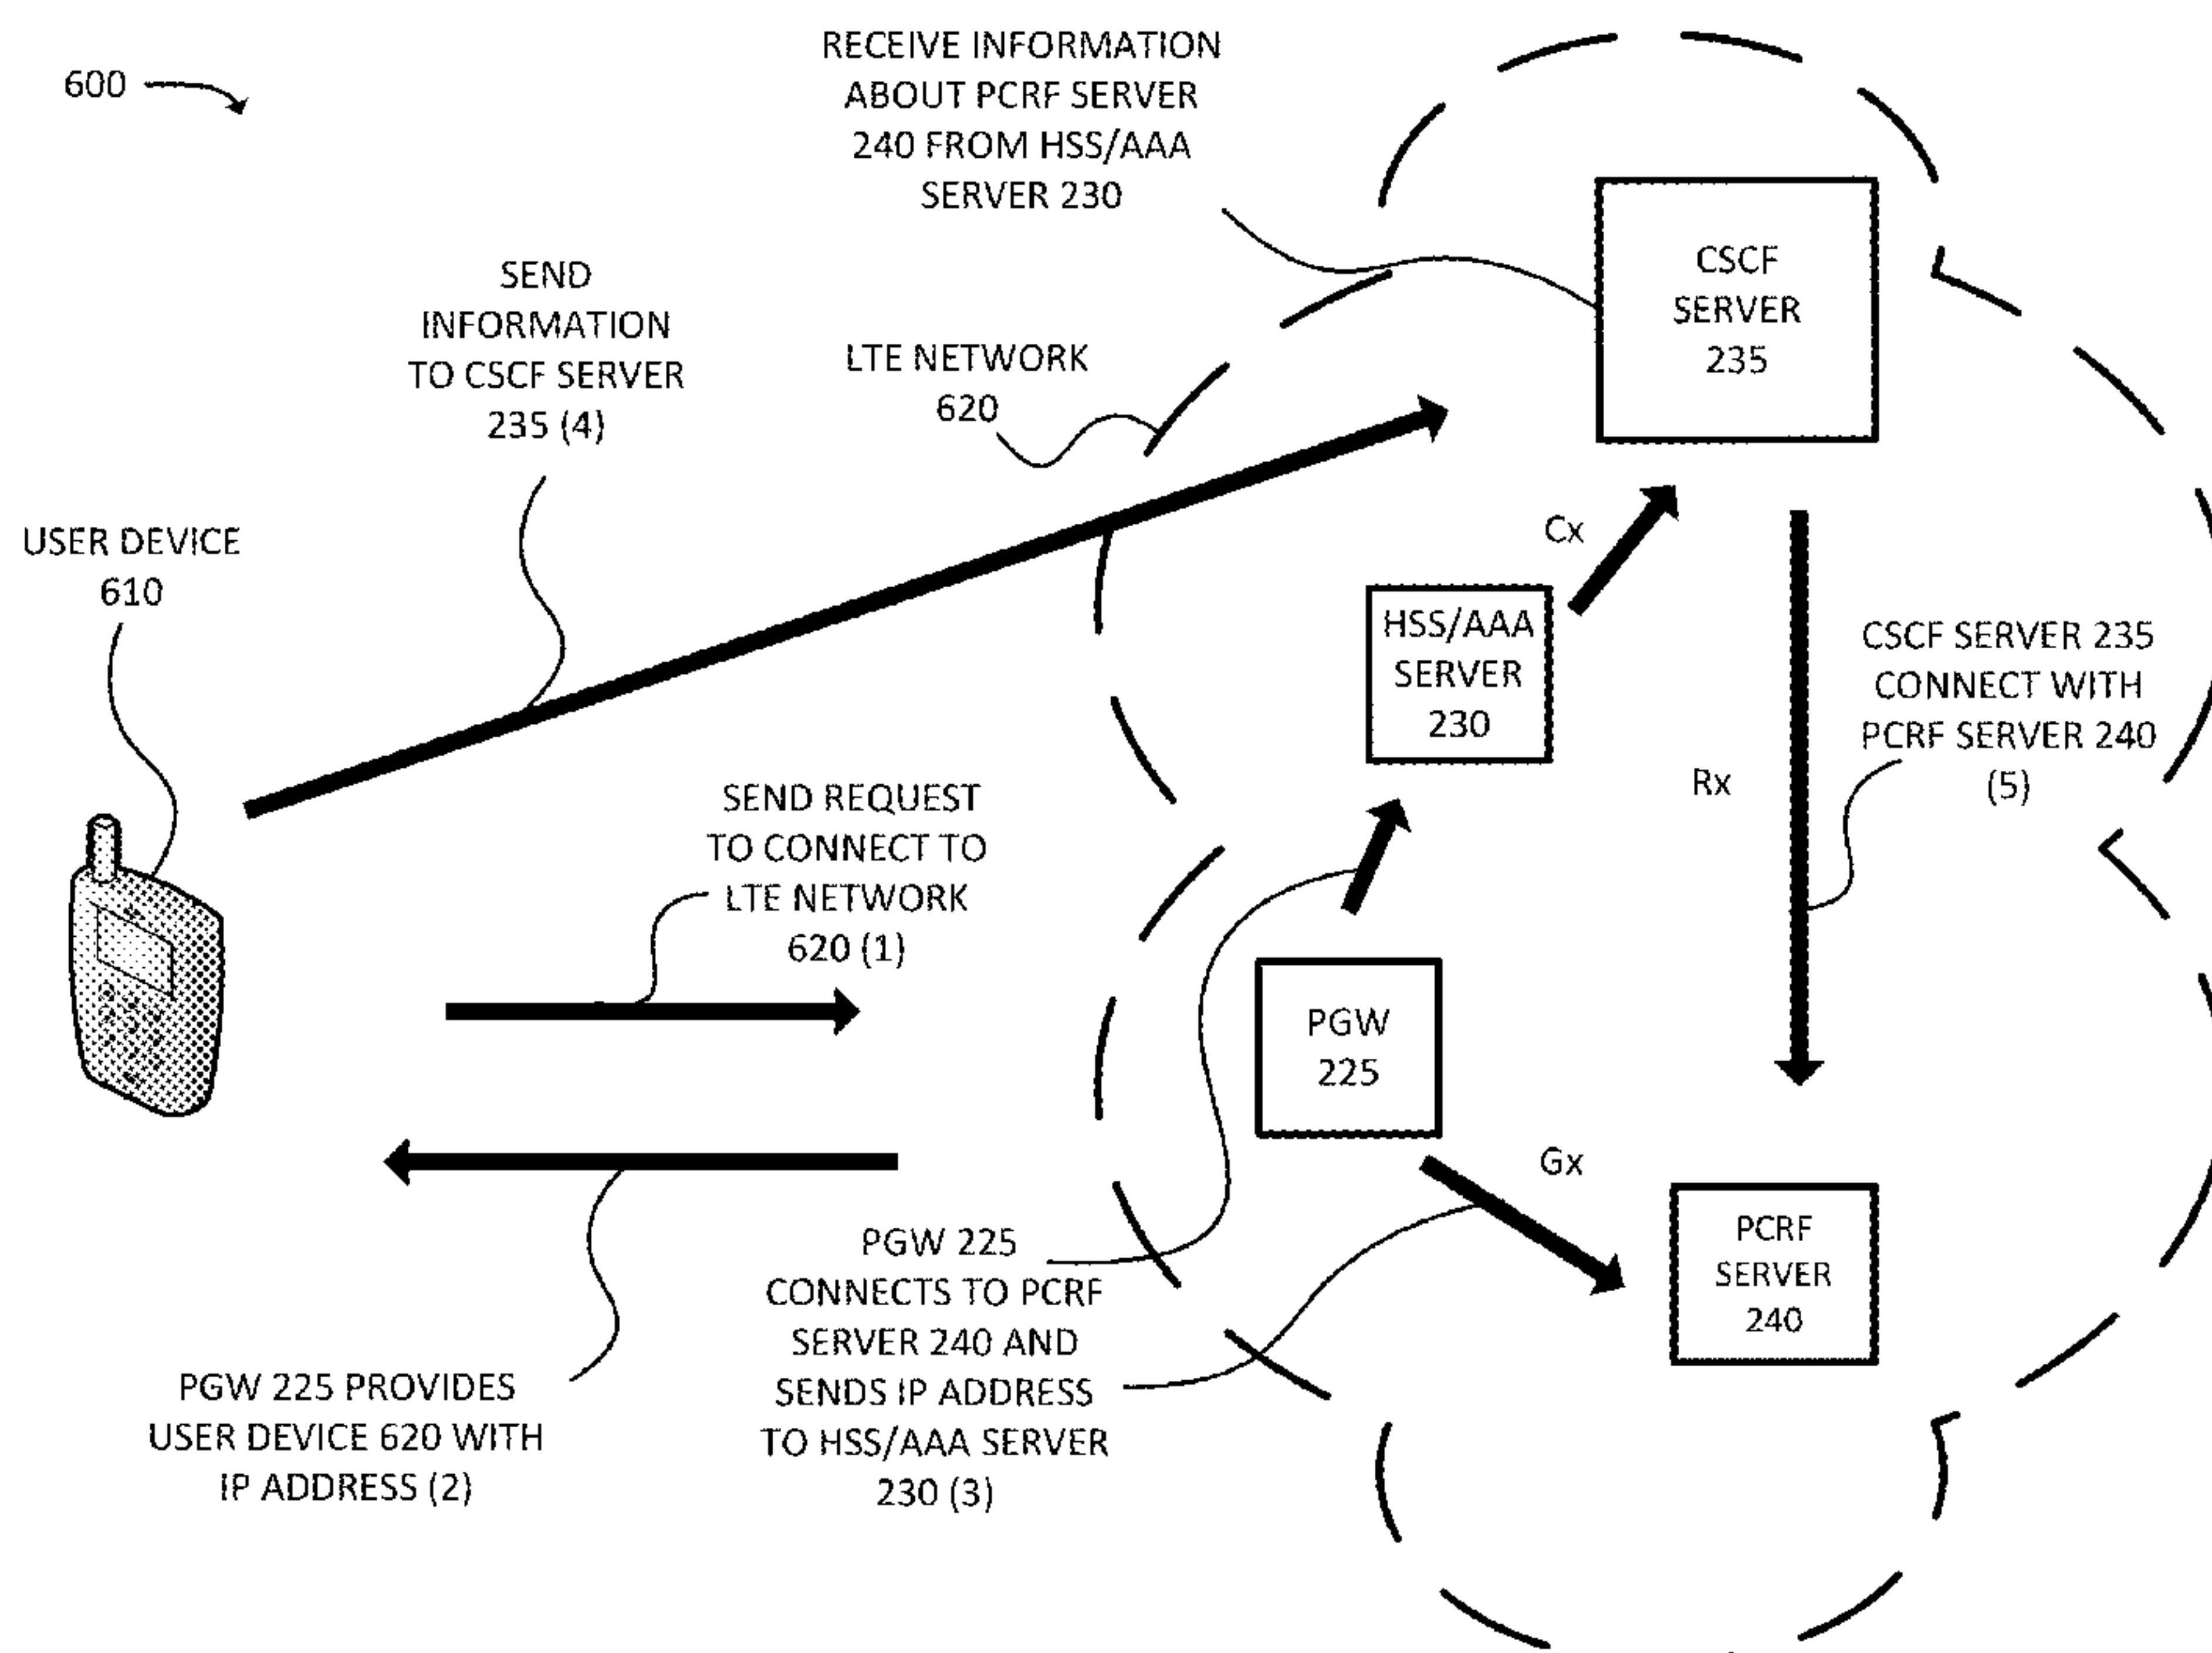 600
RECEIVE INFORMATION
ABOUT PCRF SERVER
240 FROM HSS/AAA
SERVER 230
CSCF
SERVER
235
SEND
INFORMATION
TO CSCF SERVER
235 (4)
LTE NETWORK
620
USER DEVICE
610
Cx
HSS/AAA
SERVER
230
CSCF SERVER 235
CONNECT WITH
PCRF SERVER 240
(5)
Rx
SEND REQUEST
TO CONNECT TO
LTE NETWORK
620 (1)
PGW
225
Gx
PCRF
SERVER
240
PGW 225
CONNECTS TO PCRF
SERVER 240 AND
SENDS IP ADDRESS
TO HSS/AAA SERVER
230 (3)
PGW 225 PROVIDES
USER DEVICE 620 WITH
IP ADDRESS (2)